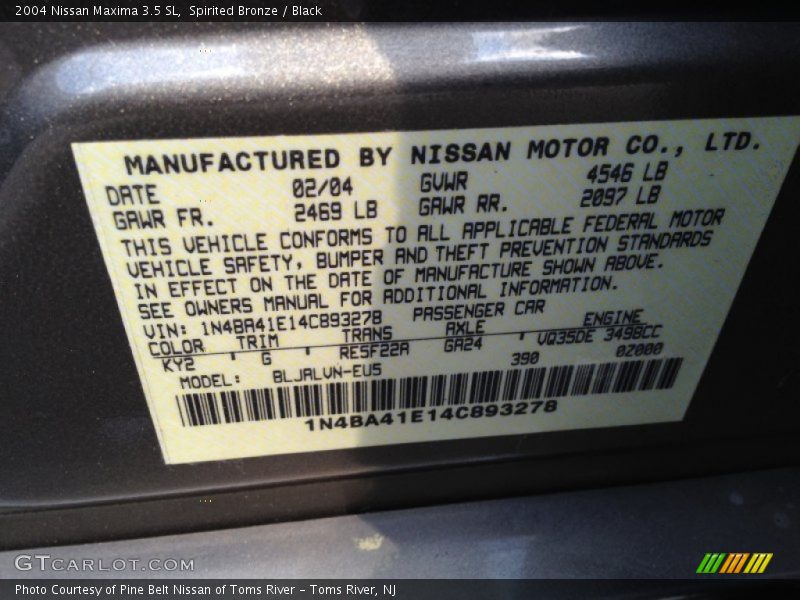 2004 Nissan Maxima 3.5 SL, Spirited Bronze / Black
MANUFACTURED BY NISSAN MOTOR CO., LTD.
DATE 02/04 GVWR 4546 LB
GAWR FR. 2469 LB GAWR RR. 2097 LB
THIS VEHICLE CONFORMS TO ALL APPLICABLE FEDERAL MOTOR
VEHICLE SAFETY, BUMPER AND THEFT PREVENTION STANDARDS
IN EFFECT ON THE DATE OF MANUFACTURE SHOWN ABOVE.
SEE OWNERS MANUAL FOR ADDITIONAL INFORMATION.
VIN: 1N4BA41E14C893278 PASSENGER CAR
COLOR TRIM TRANS AXLE ENGINE
KY2 G RE5F22A GA24 VQ35DE 3498CC
MODEL: BLJALVN-EU5 390 0Z000
1N4BA41E14C893278
GTCARLOT.COM
Photo Courtesy of Pine Belt Nissan of Toms River - Toms River, NJ